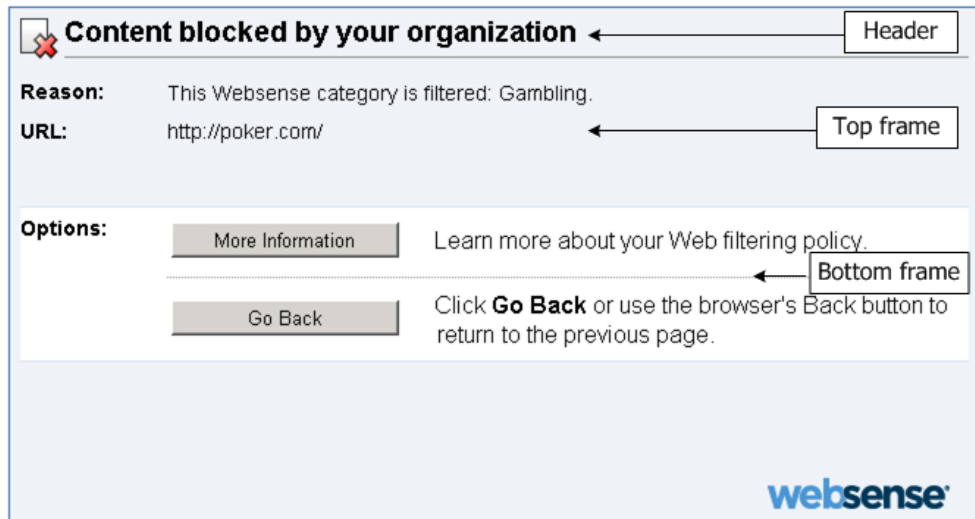 Content blocked by your organization
Header
Reason: This Websense category is filtered: Gambling.
URL: http://poker.com/
Top frame
Options: More Information Learn more about your Web filtering policy.
Bottom frame
Go Back Click Go Back or use the browser's Back button to
return to the previous page.
websense